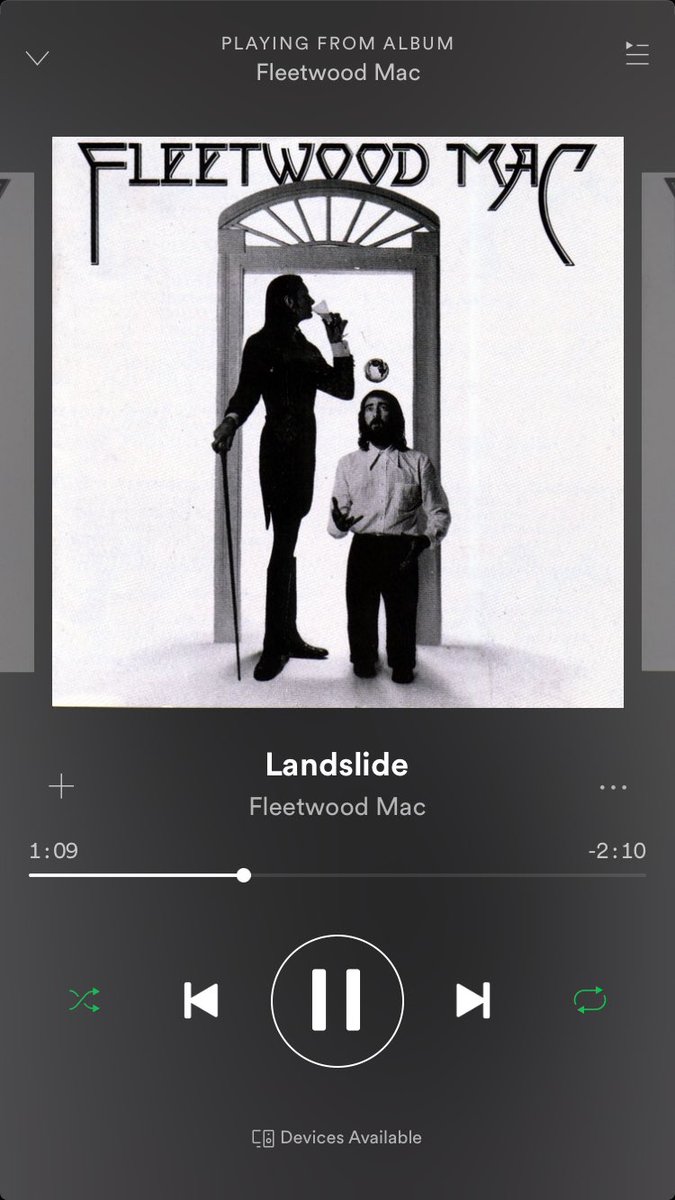 PLAYING FROM ALBUM
Fleetwood Mac
FLEETWOOD MAC
Landslide
Fleetwood Mac
1:09
-2:10
Devices Available